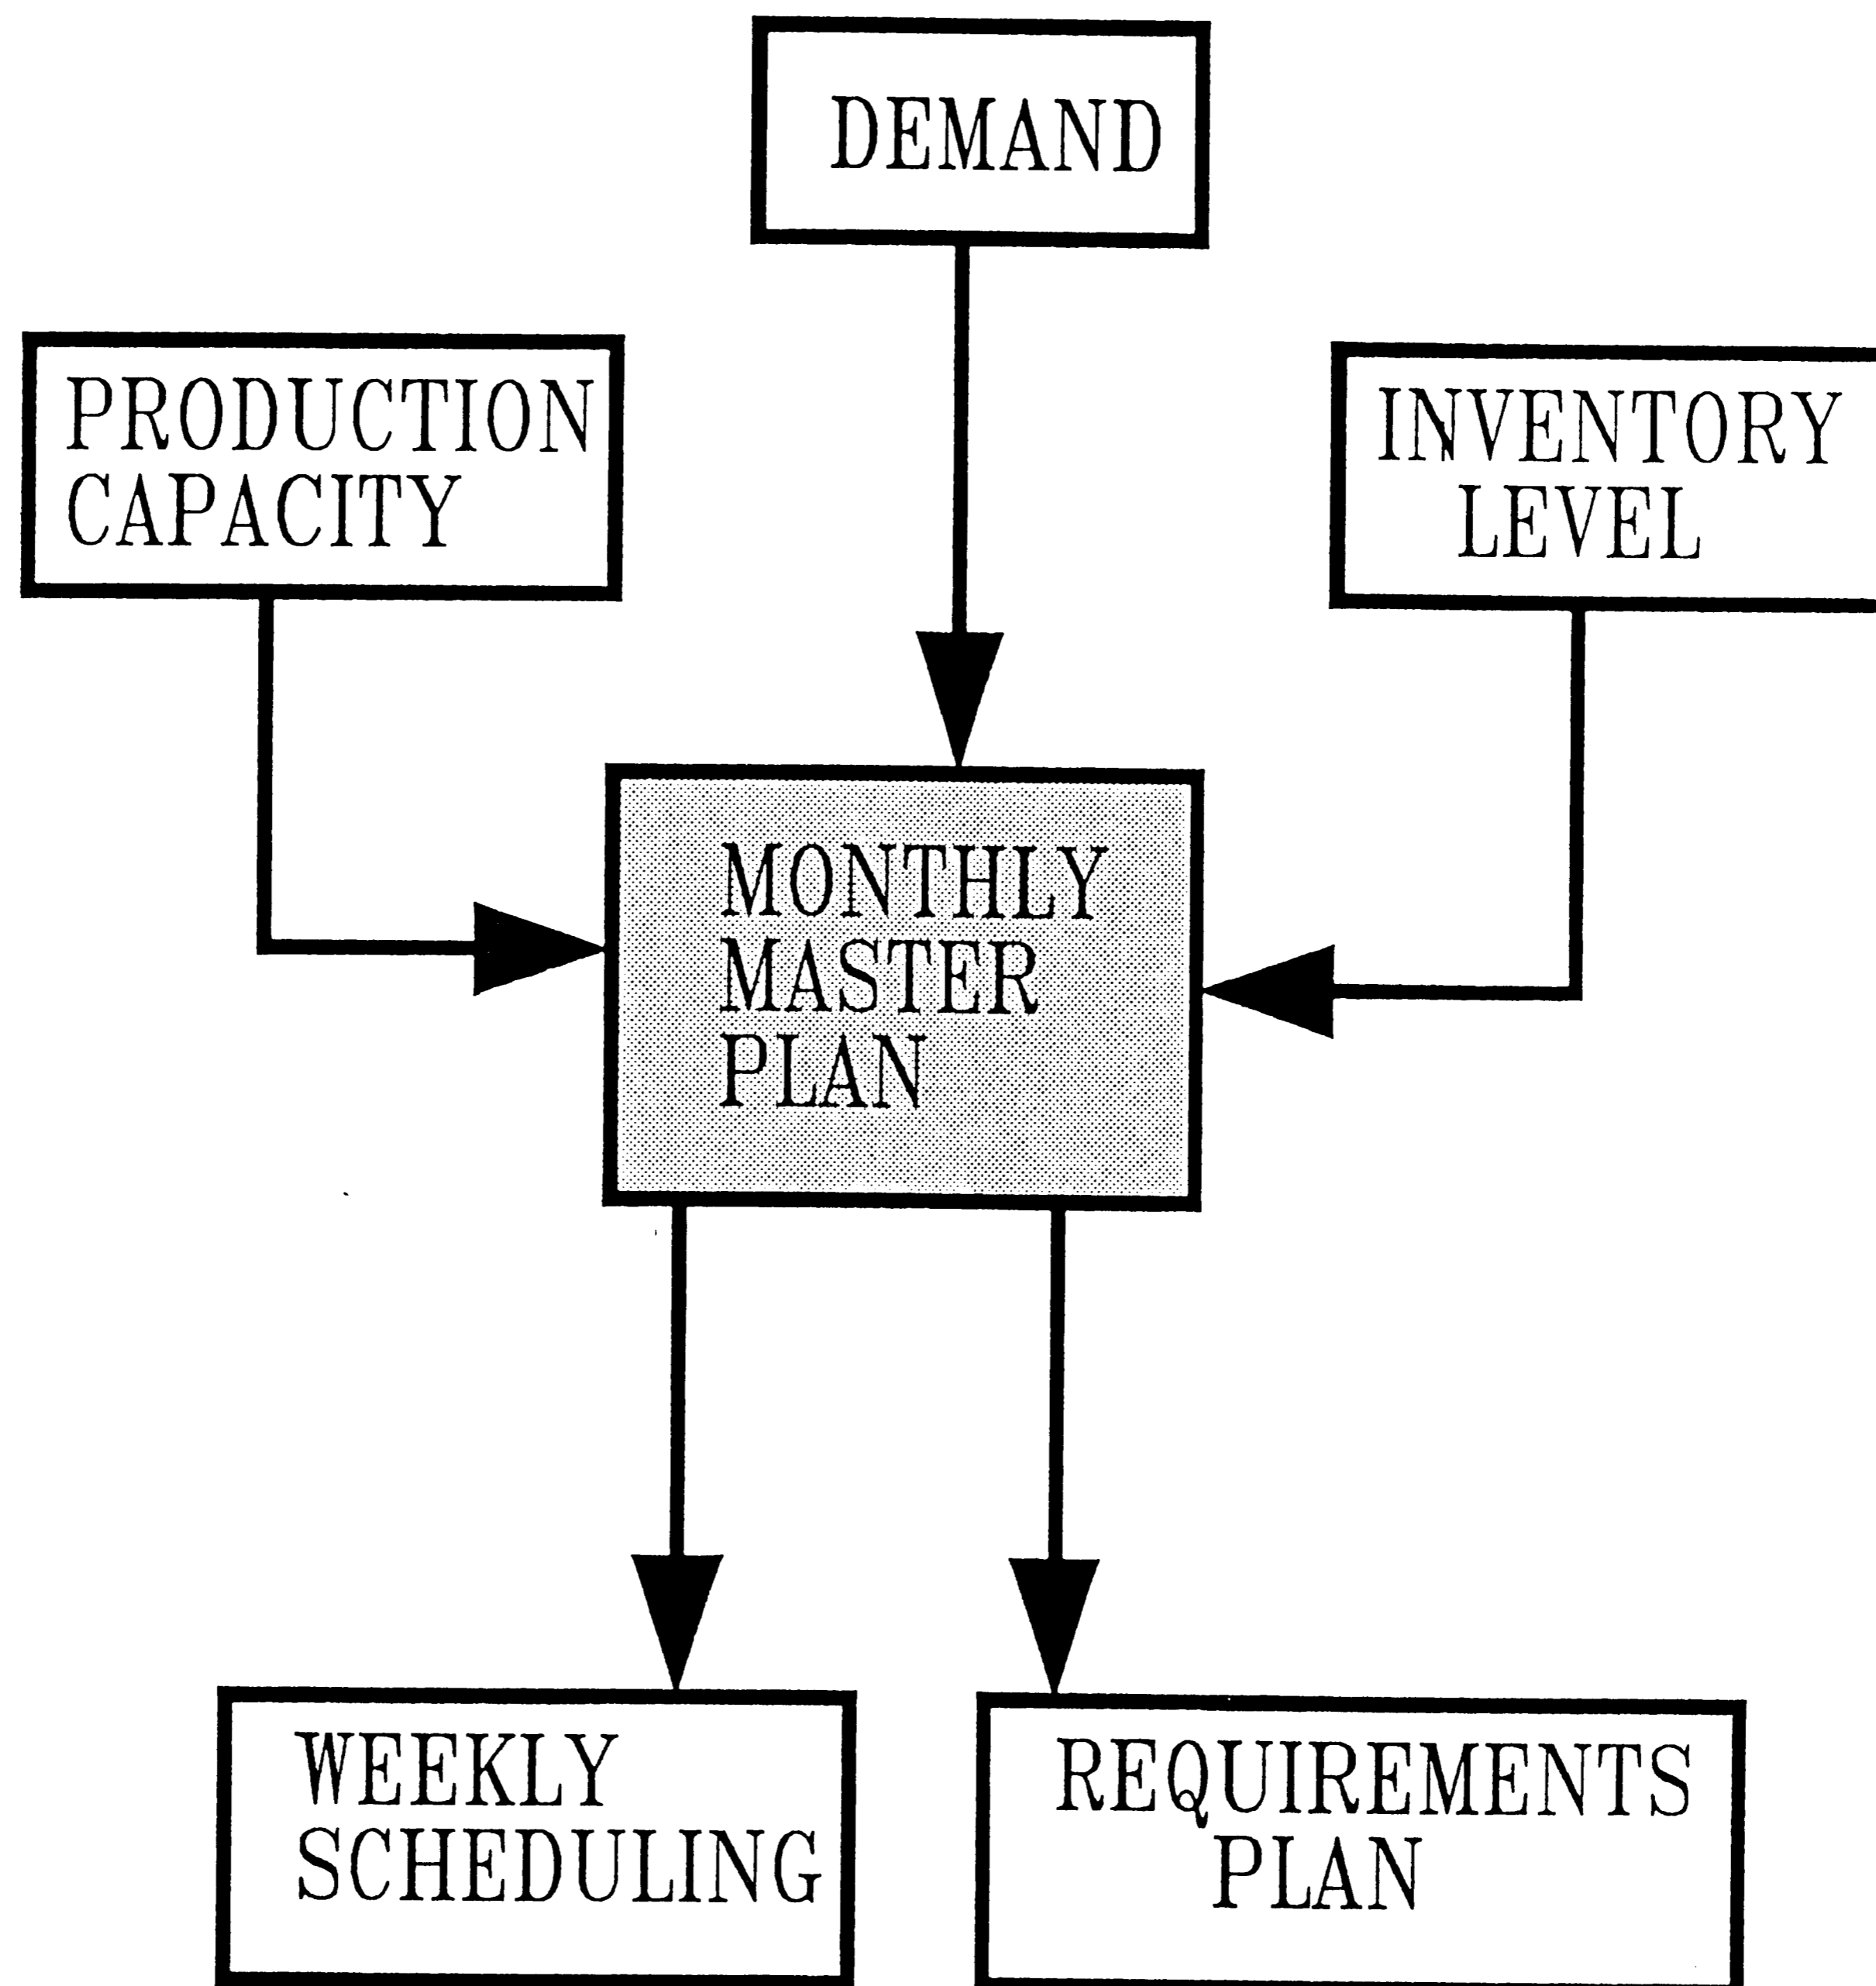 DEMAND
PRODUCTION
CAPACITY
INVENTORY
LEVEL
MONTHLY
MASTER
PLAN
WEEKLY
SCHEDULING
REQUIREMENTS
PLAN